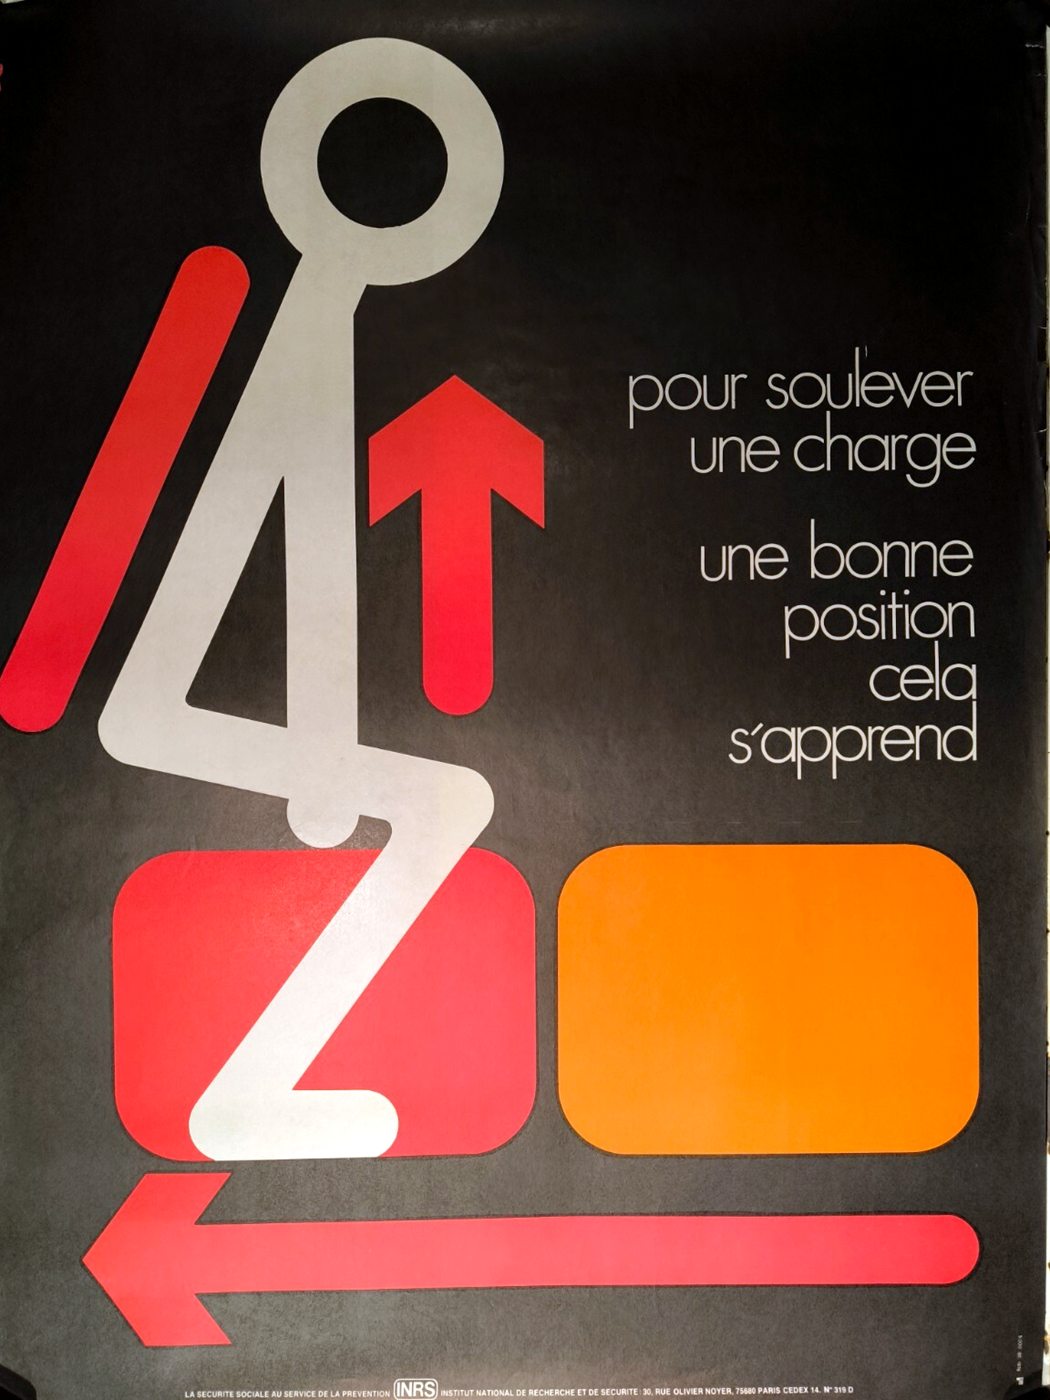 pour soulever
une charge
une bonne
position
cela
s'apprend
LA SECURITE SOCIALE AU SERVICE DE LA PREVENTION INRS INSTITUT NATIONAL DE RECHERCHE ET DE SECURITE : 30, RUE OLIVIER NOYER, 75680 PARIS CEDEX 14. N° 319 D